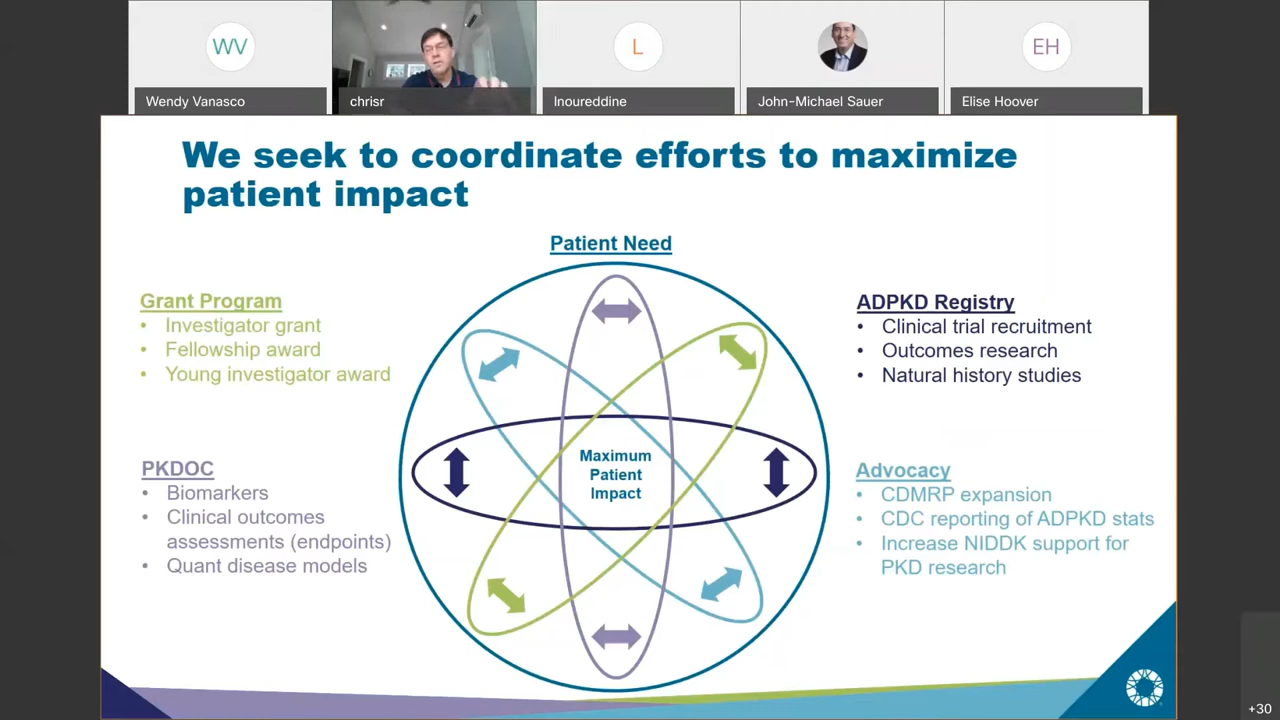 WV
L
EH
Wendy Vanasco
chrisr
lnoureddine
John-Michael Sauer
Elise Hoover
We seek to coordinate efforts to maximize
patient impact
Patient Need
Grant Program
• Investigator grant
• Fellowship award
• Young investigator award
ADPKD Registry
• Clinical trial recruitment
• Outcomes research
• Natural history studies
Maximum
Patient
Impact
PKDOC
• Biomarkers
• Clinical outcomes
assessments (endpoints)
• Quant disease models
Advocacy
• CDMRP expansion
• CDC reporting of ADPKD stats
• Increase NIDDK support for
PKD research
+30